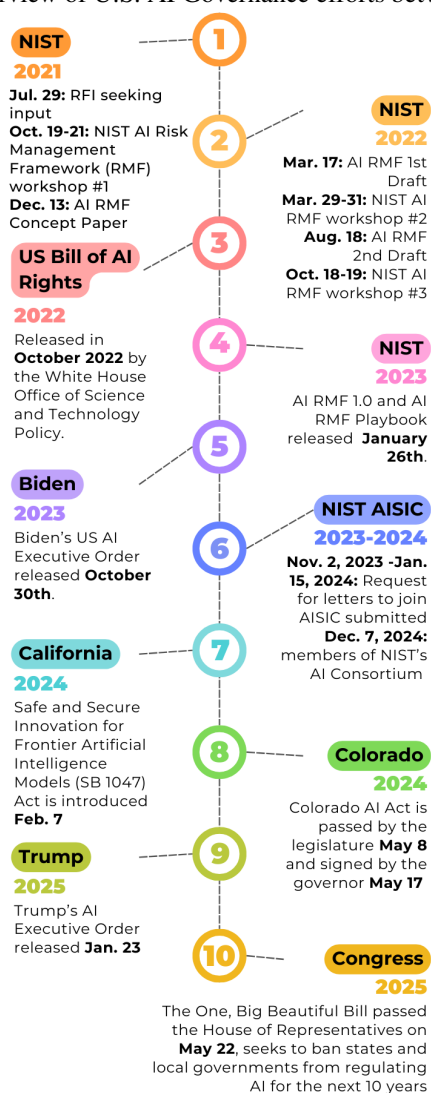 1
NIST
2021
Jul. 29: RFI seeking
input
Oct. 19-21: NIST AI Risk
Management
Framework (RMF)
workshop #1
Dec. 13: AI RMF
Concept Paper
2
NIST
2022
Mar. 17: AI RMF 1st
Draft
Mar. 29-31: NIST AI
RMF workshop #2
Aug. 18: AI RMF
2nd Draft
Oct. 18-19: NIST AI
RMF workshop #3
3
US Bill of AI
Rights
2022
Released in
October 2022 by
the White House
Office of Science
and Technology
Policy.
4
NIST
2023
AI RMF 1.0 and AI
RMF Playbook
released January
26th.
5
Biden
2023
Biden's US AI
Executive Order
released October
30th.
6
NIST AISIC
2023-2024
Nov. 2, 2023 -Jan.
15, 2024: Request
for letters to join
AISIC submitted
Dec. 7, 2024:
members of NIST's
AI Consortium
7
California
2024
Safe and Secure
Innovation for
Frontier Artificial
Intelligence
Models (SB 1047)
Act is introduced
Feb. 7
8
Colorado
2024
Colorado AI Act is
passed by the
legislature May 8
and signed by the
governor May 17
9
Trump
2025
Trump's AI
Executive Order
released Jan. 23
10
Congress
2025
The One, Big Beautiful Bill passed
the House of Representatives on
May 22, seeks to ban states and
local governments from regulating
AI for the next 10 years